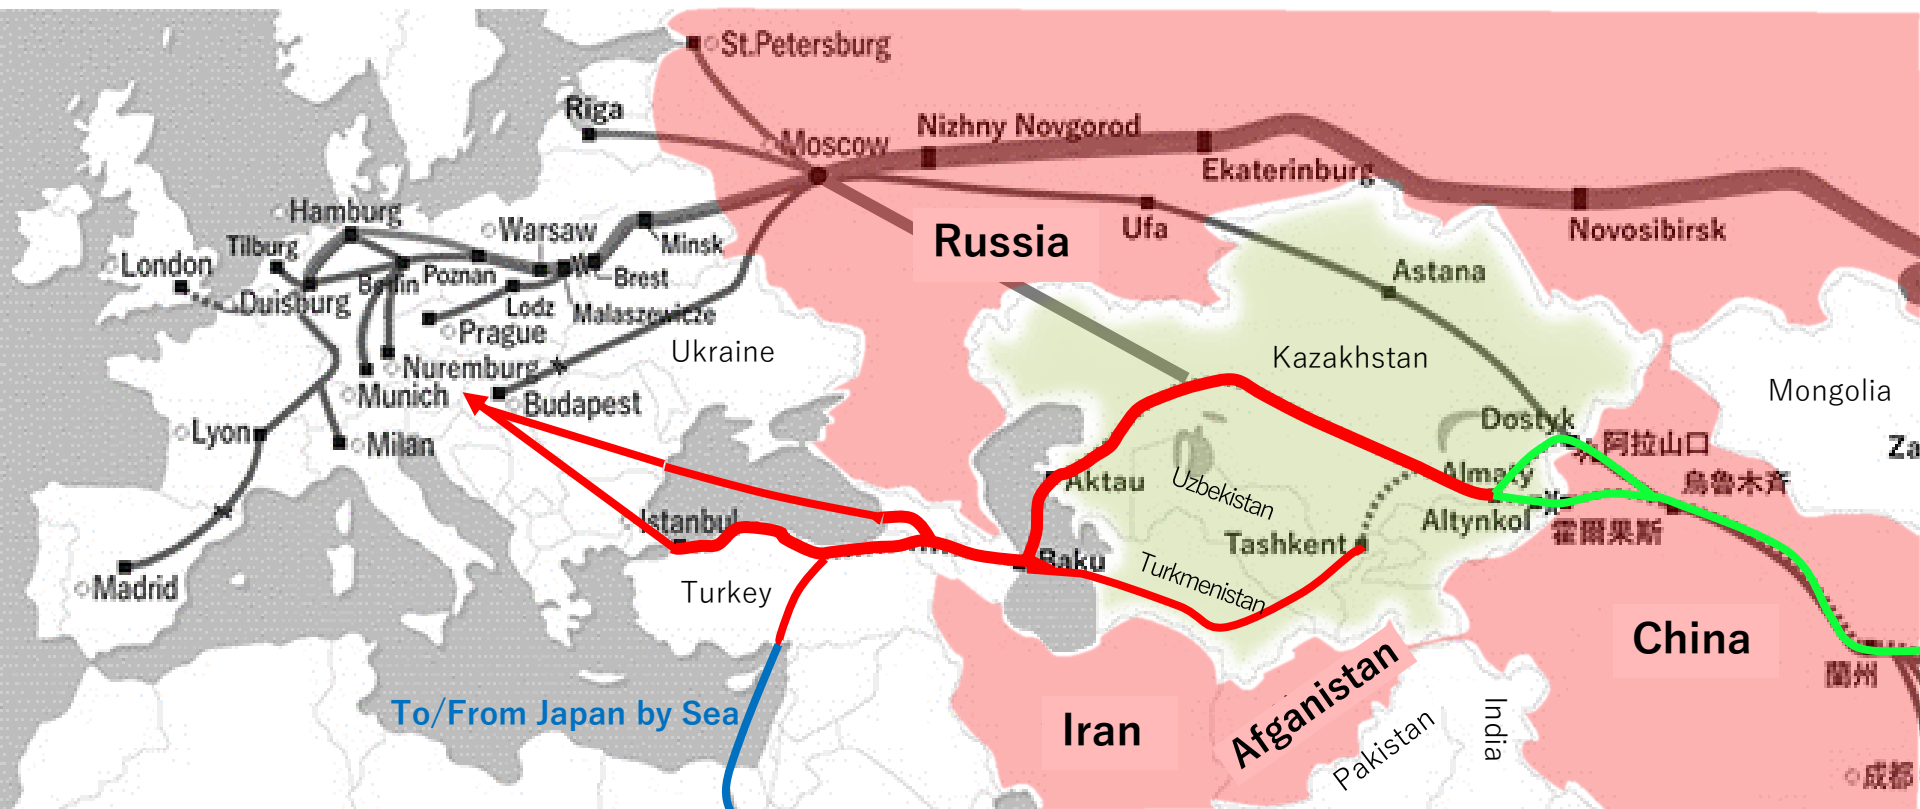 St.Petersburg
Riga
Moscow
Nizhny Novgorod
Ekaterinburg
Novosibirsk
Ufa
Russia
Hamburg
Warsaw
Minsk
Tilburg
London
Berlin
Poznan
Brest
Duisburg
Lodz
Malaszewicze
Prague
Ukraine
Astana
Kazakhstan
Mongolia
Nuremburg
Munich
Budapest
Lyon
Milan
Dostyk
阿拉山口
Za
Almaty
烏魯木斉
Aktau
Uzbekistan
Altynkol
霍爾果斯
Istanbul
Tashkent
Baku
Turkmenistan
Madrid
Turkey
China
蘭州
Afganistan
To/From Japan by Sea
Iran
India
Pakistan
成都